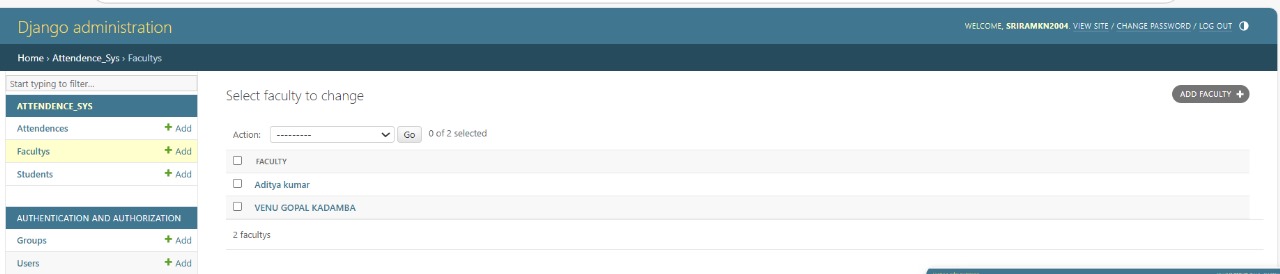 Django administration
WELCOME, SRIRAMKN2004. VIEW SITE / CHANGE PASSWORD / LOG OUT
Home › Attendence_Sys › Facultys
Start typing to filter...
ATTENDENCE_SYS
Attendences + Add
Facultys + Add
Students + Add
AUTHENTICATION AND AUTHORIZATION
Groups + Add
Users + Add
Select faculty to change
ADD FACULTY +
Action: --------- Go 0 of 2 selected
FACULTY
Aditya kumar
VENU GOPAL KADAMBA
2 facultys